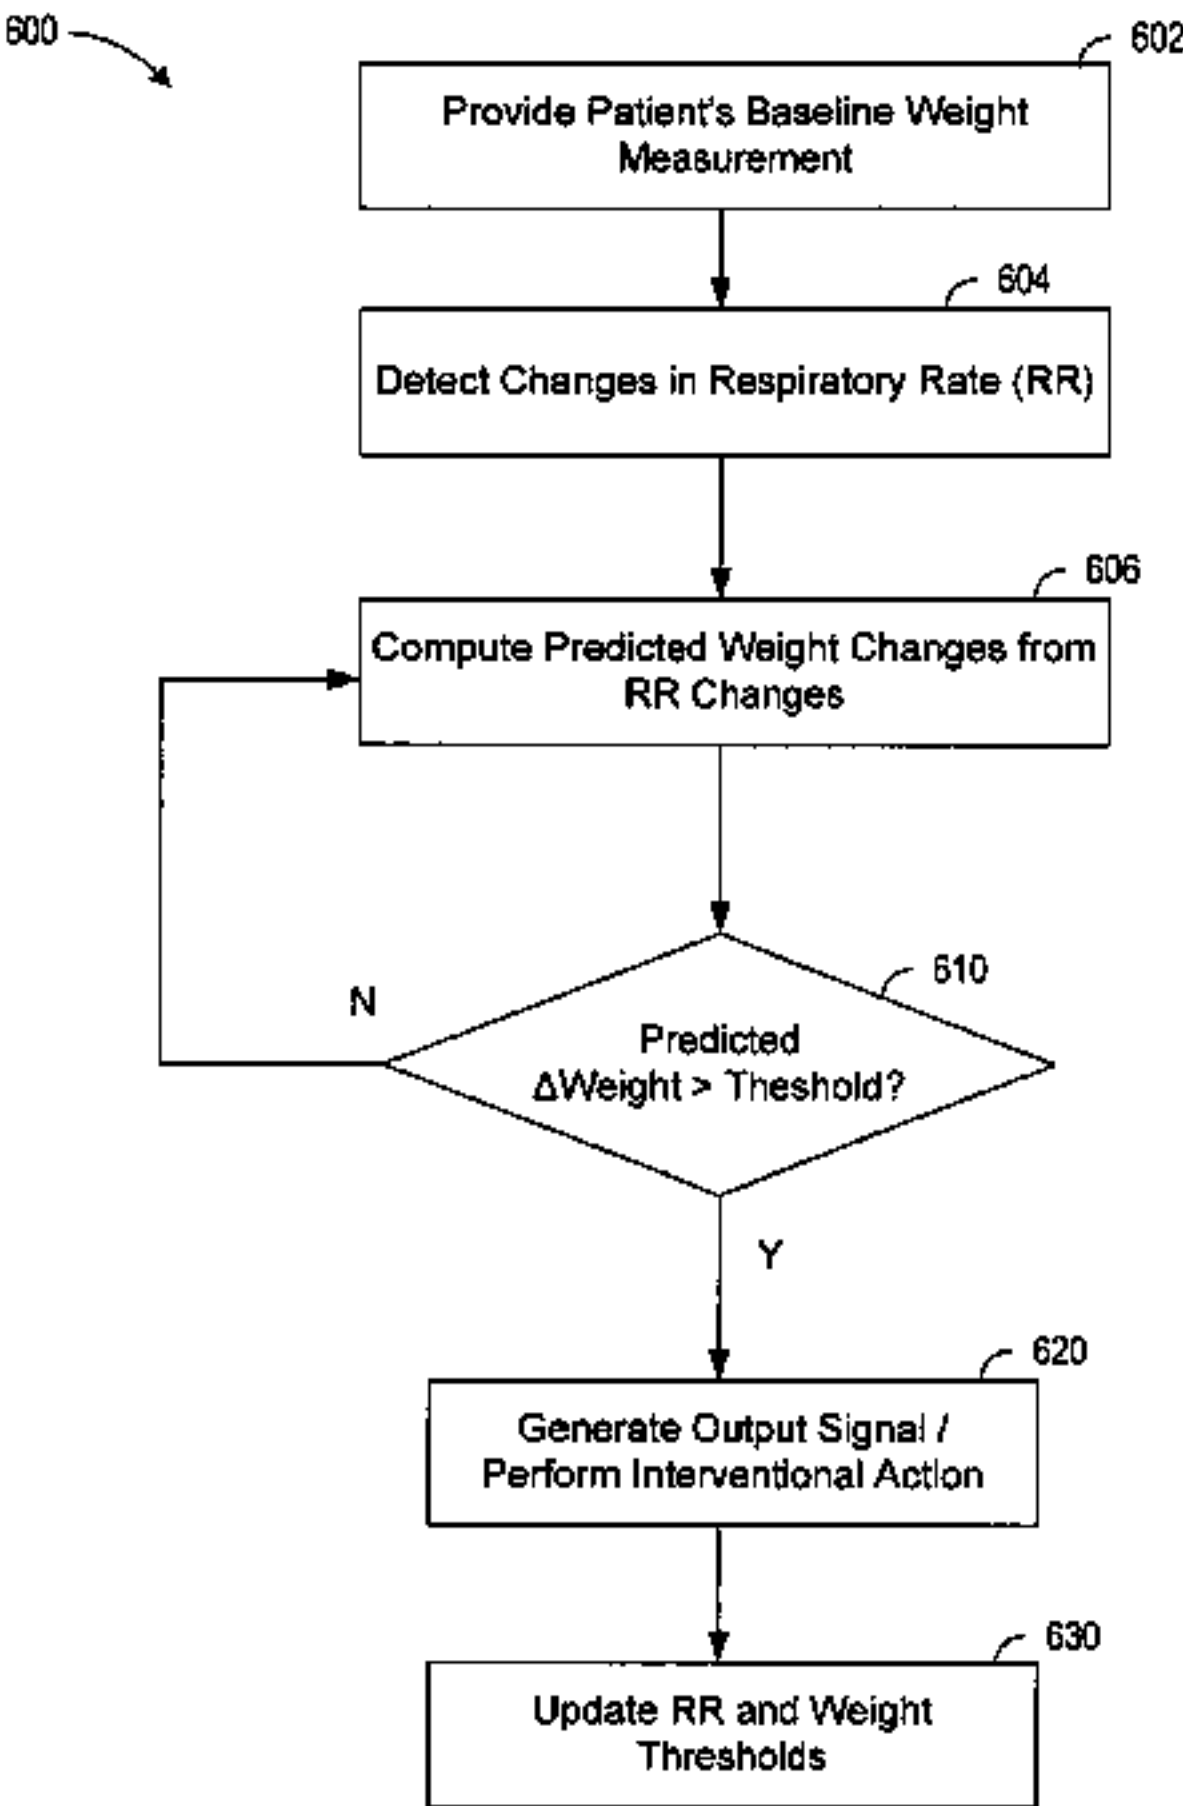 600
602
Provide Patient's Baseline Weight
Measurement
604
Detect Changes in Respiratory Rate (RR)
606
Compute Predicted Weight Changes from
RR Changes
610
N
Predicted
ΔWeight > Theshold?
Y
620
Generate Output Signal /
Perform Interventional Action
630
Update RR and Weight
Thresholds